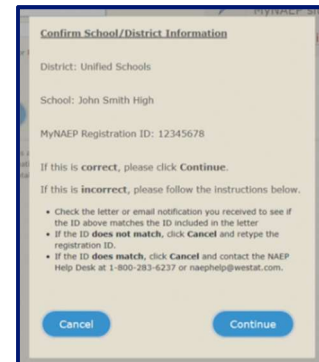 MyNAEP
Confirm School/District Information
District: Unified Schools
School: John Smith High
MyNAEP Registration ID: 12345678
If this is correct, please click Continue.
If this is incorrect, please follow the instructions below.
• Check the letter or email notification you received to see if
the ID above matches the ID included in the letter
• If the ID does not match, click Cancel and retype the
registration ID.
• If the ID does match, click Cancel and contact the NAEP
Help Desk at 1-800-283-6237 or naephelp@westat.com.
Cancel
Continue